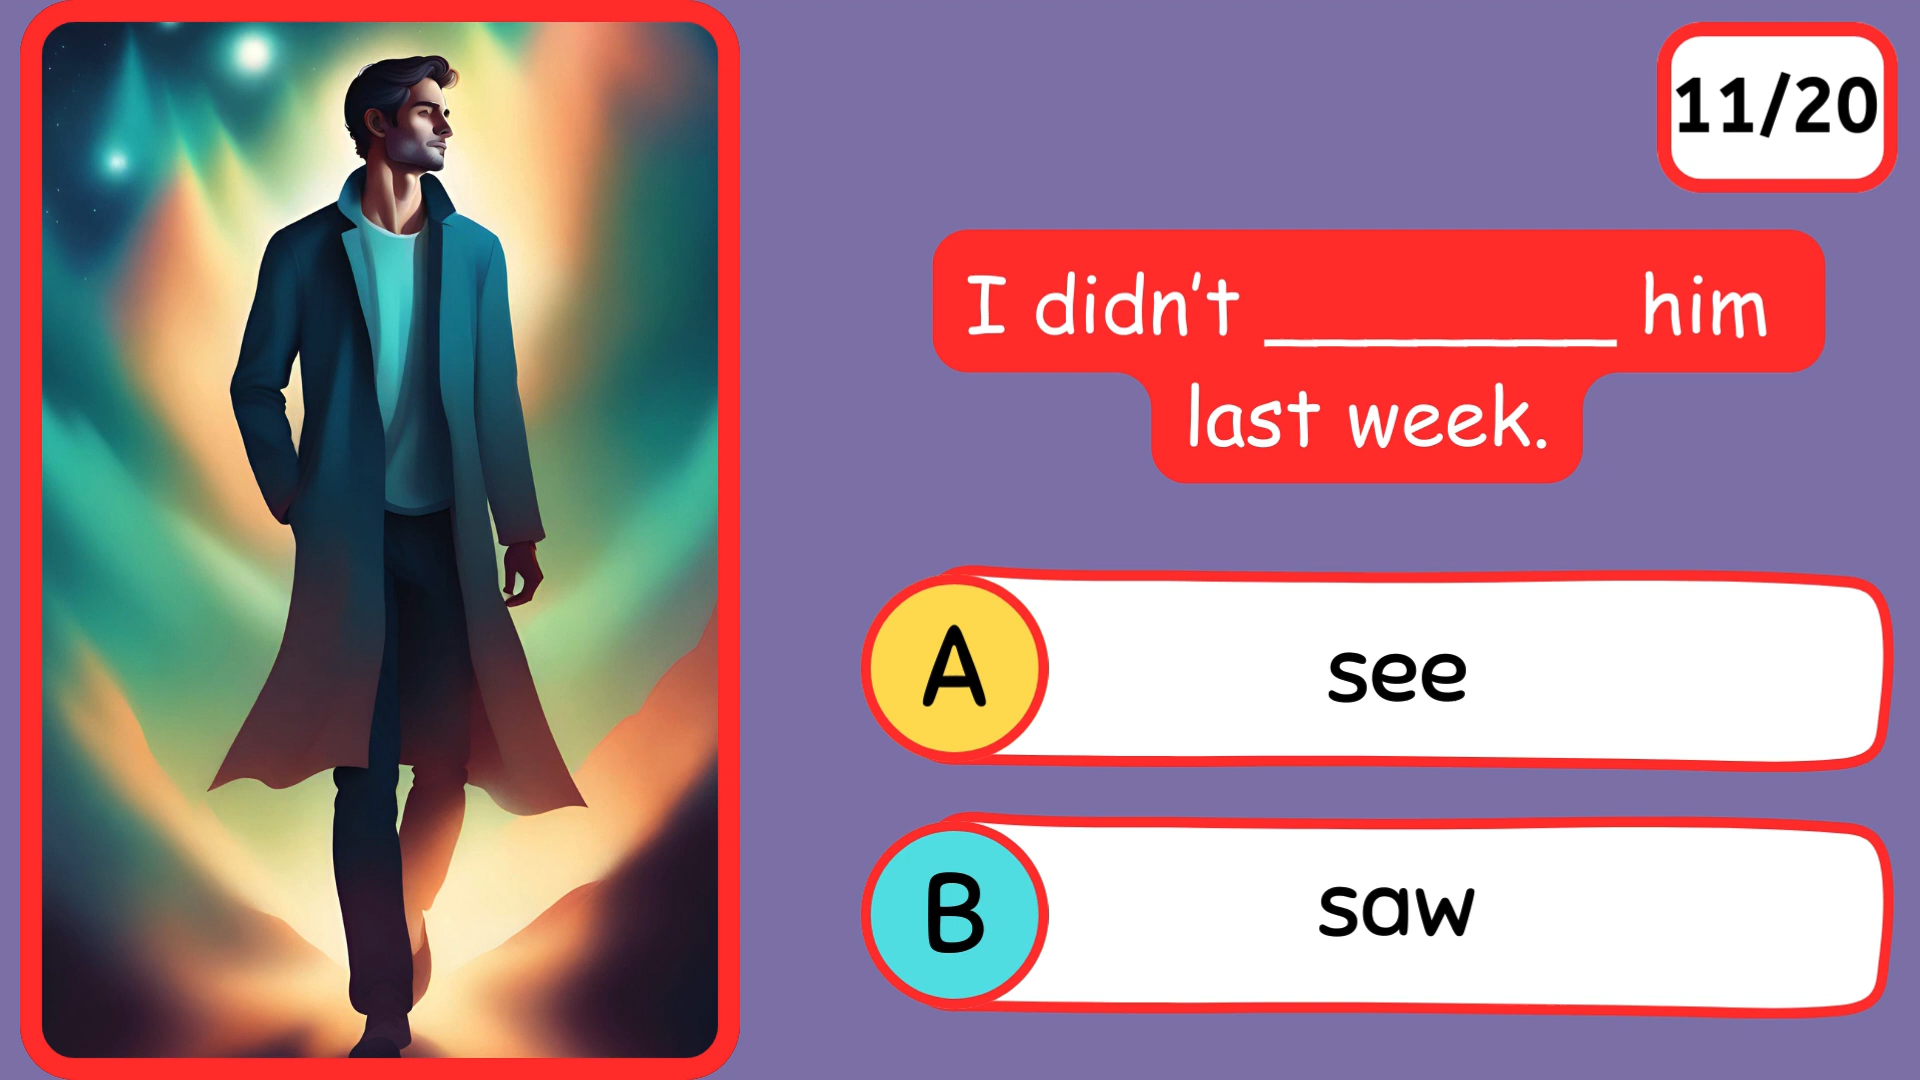 11/20
I didn't ________ him
last week.
A see
B saw